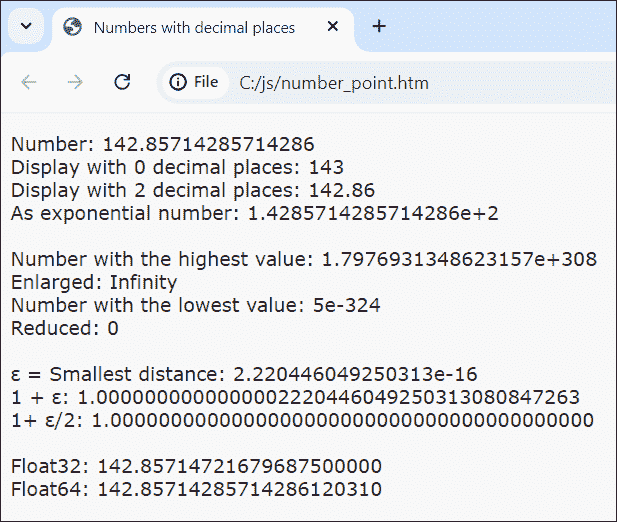 Numbers with decimal places
File
C:/js/number_point.htm
Number: 142.85714285714286
Display with 0 decimal places: 143
Display with 2 decimal places: 142.86
As exponential number: 1.4285714285714286e+2
Number with the highest value: 1.7976931348623157e+308
Enlarged: Infinity
Number with the lowest value: 5e-324
Reduced: 0
ε = Smallest distance: 2.220446049250313e-16
1 + ε: 1.0000000000000002220446049250313080847263
1+ ε/2: 1.0000000000000000000000000000000000000000
Float32: 142.85714721679687500000
Float64: 142.85714285714286120310